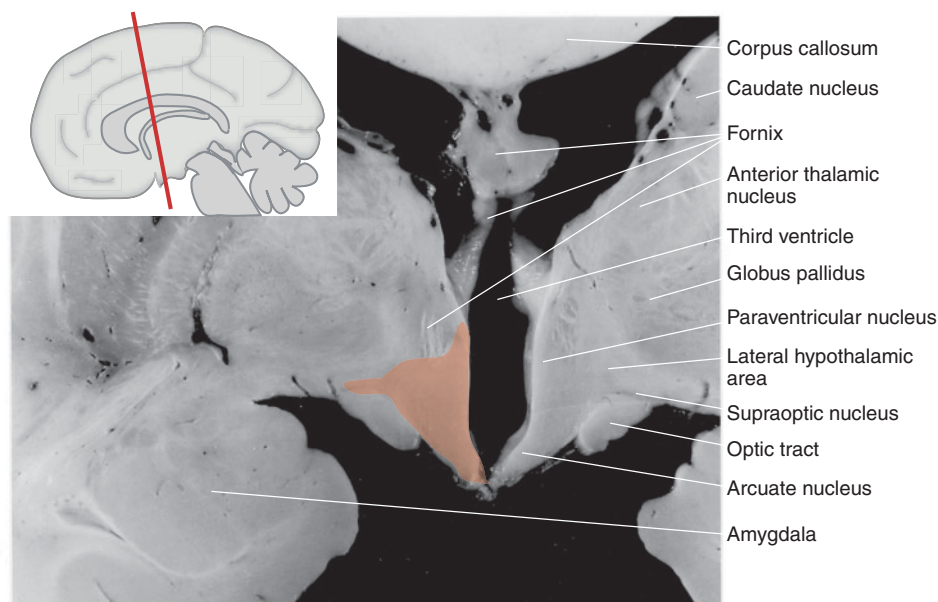 Corpus callosum
Caudate nucleus
Fornix
Anterior thalamic
nucleus
Third ventricle
Globus pallidus
Paraventricular nucleus
Lateral hypothalamic
area
Supraoptic nucleus
Optic tract
Arcuate nucleus
Amygdala